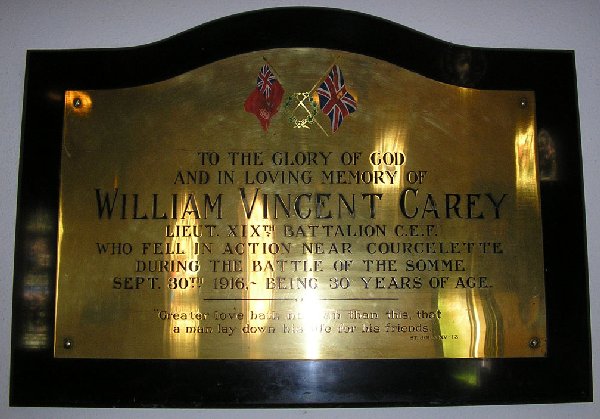 TO THE GLORY OF GOD
AND IN LOVING MEMORY OF
WILLIAM VINCENT CAREY
LIEUT. XIXTH BATTALION C.E.F.
WHO FELL IN ACTION NEAR COURCELETTE
DURING THE BATTLE OF THE SOMME
SEPT. 30TH 1916,~ BEING 30 YEARS OF AGE.
"Greater love hath no man than this, that
a man lay down his life for his friends.